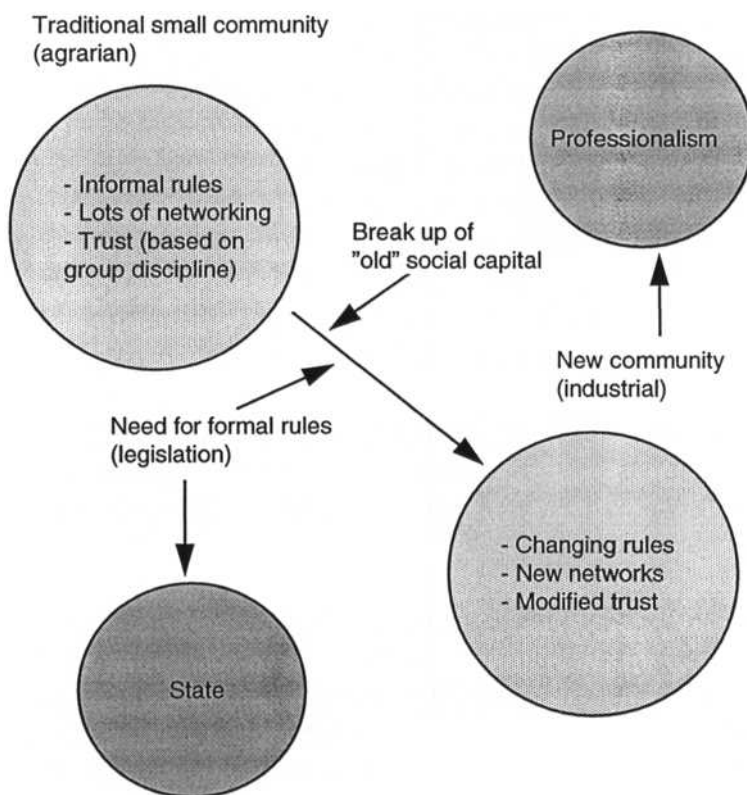 Traditional small community
(agrarian)
- Informal rules
- Lots of networking
- Trust (based on
group discipline)
Professionalism
Break up of
"old" social capital
New community
(industrial)
Need for formal rules
(legislation)
- Changing rules
- New networks
- Modified trust
State